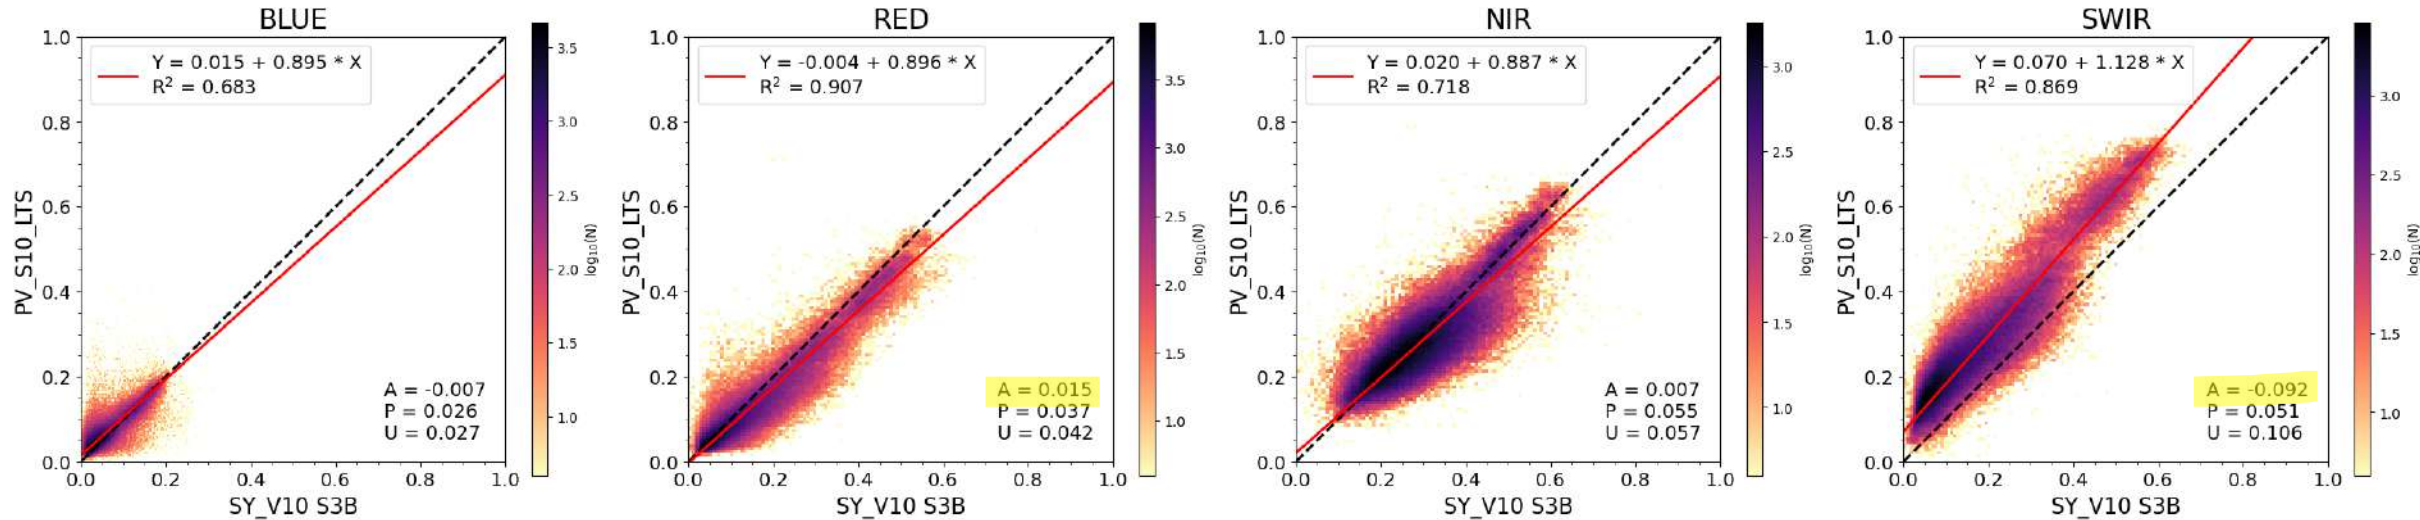 BLUE
Y = 0.015 + 0.895 * X
R² = 0.683
A = -0.007
P = 0.026
U = 0.027
1.0
0.8
0.6
0.4
0.2
0.0
PV_S10_LTS
0.0 0.2 0.4 0.6 0.8 1.0
SY_V10 S3B
3.5
3.0
2.5
2.0
1.5
1.0
log₁₀(N)
RED
Y = -0.004 + 0.896 * X
R² = 0.907
A = 0.015
P = 0.037
U = 0.042
1.0
0.8
0.6
0.4
0.2
0.0
PV_S10_LTS
0.0 0.2 0.4 0.6 0.8 1.0
SY_V10 S3B
3.5
3.0
2.5
2.0
1.5
1.0
log₁₀(N)
NIR
Y = 0.020 + 0.887 * X
R² = 0.718
A = 0.007
P = 0.055
U = 0.057
1.0
0.8
0.6
0.4
0.2
0.0
PV_S10_LTS
0.0 0.2 0.4 0.6 0.8 1.0
SY_V10 S3B
3.0
2.5
2.0
1.5
1.0
log₁₀(N)
SWIR
Y = 0.070 + 1.128 * X
R² = 0.869
A = -0.092
P = 0.051
U = 0.106
1.0
0.8
0.6
0.4
0.2
0.0
PV_S10_LTS
0.0 0.2 0.4 0.6 0.8 1.0
SY_V10 S3B
3.0
2.5
2.0
1.5
1.0
log₁₀(N)